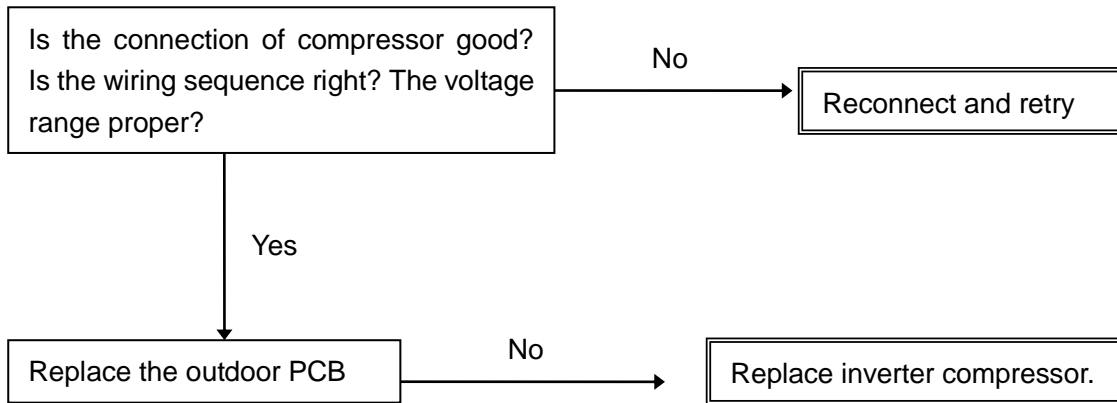 Is the connection of compressor good?
Is the wiring sequence right? The voltage
range proper?
No
Reconnect and retry
Yes
No
Replace the outdoor PCB
Replace inverter compressor.